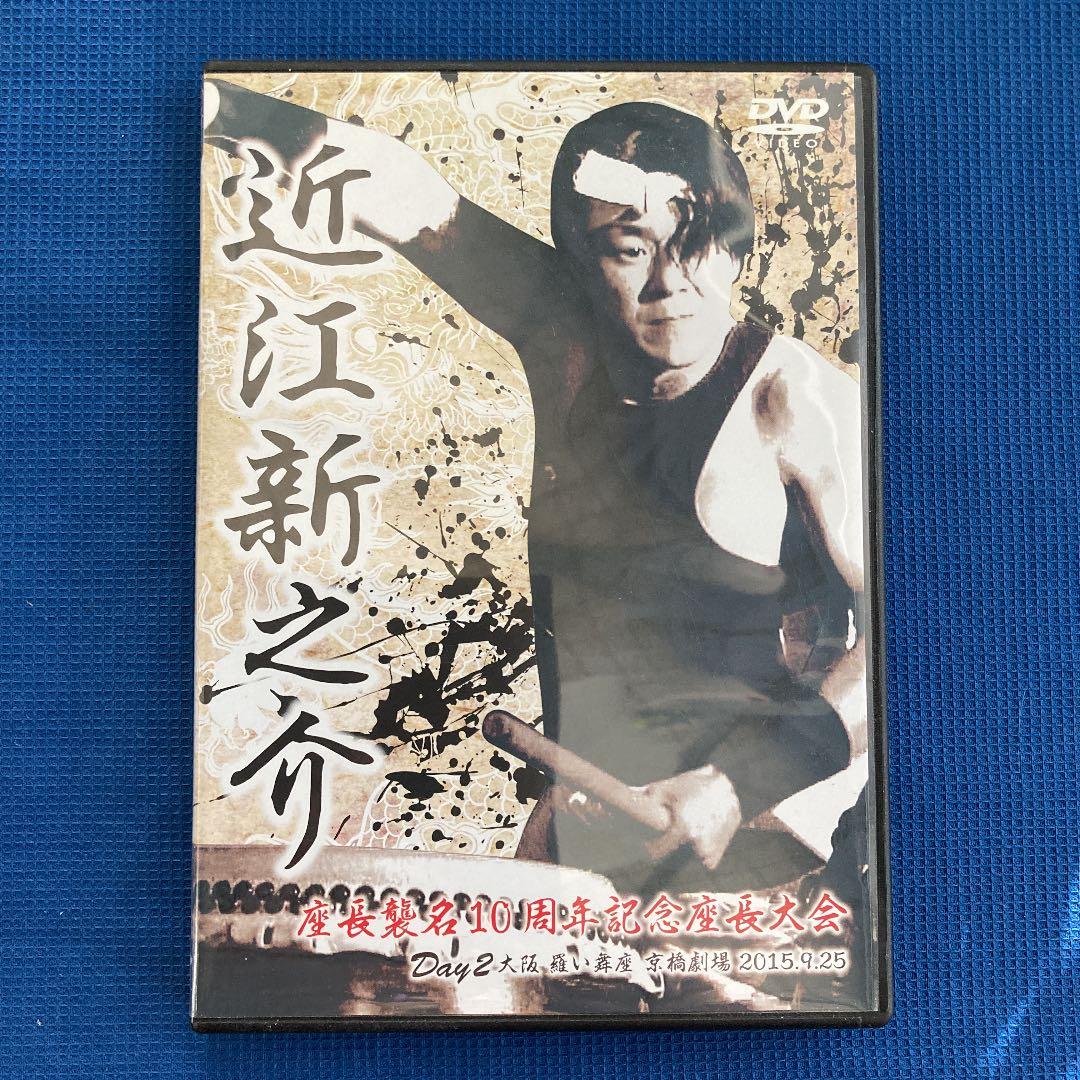 近江新之介
DVD
VIDEO
座長襲名10周年記念座長大会
Day2 大阪 羅い舞座 京橋劇場 2015.9.25